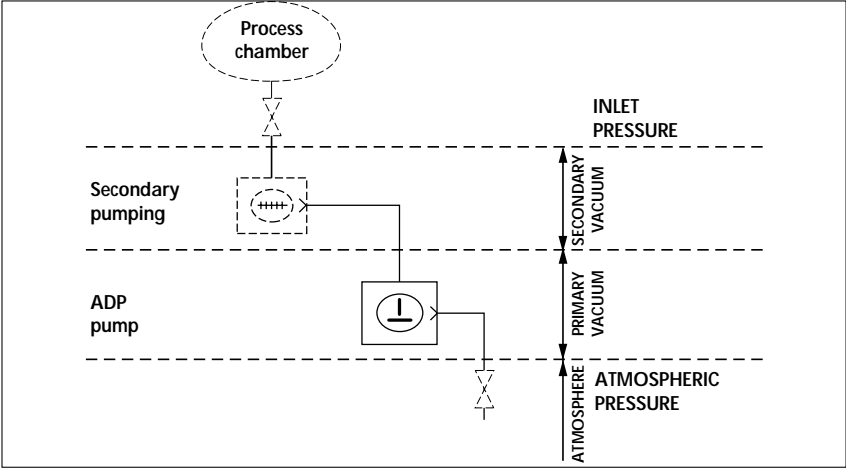 Process
chamber
INLET
PRESSURE
Secondary
pumping
SECONDARY
VACUUM
ADP
pump
PRIMARY
VACUUM
ATMOSPHERE
ATMOSPHERIC
PRESSURE